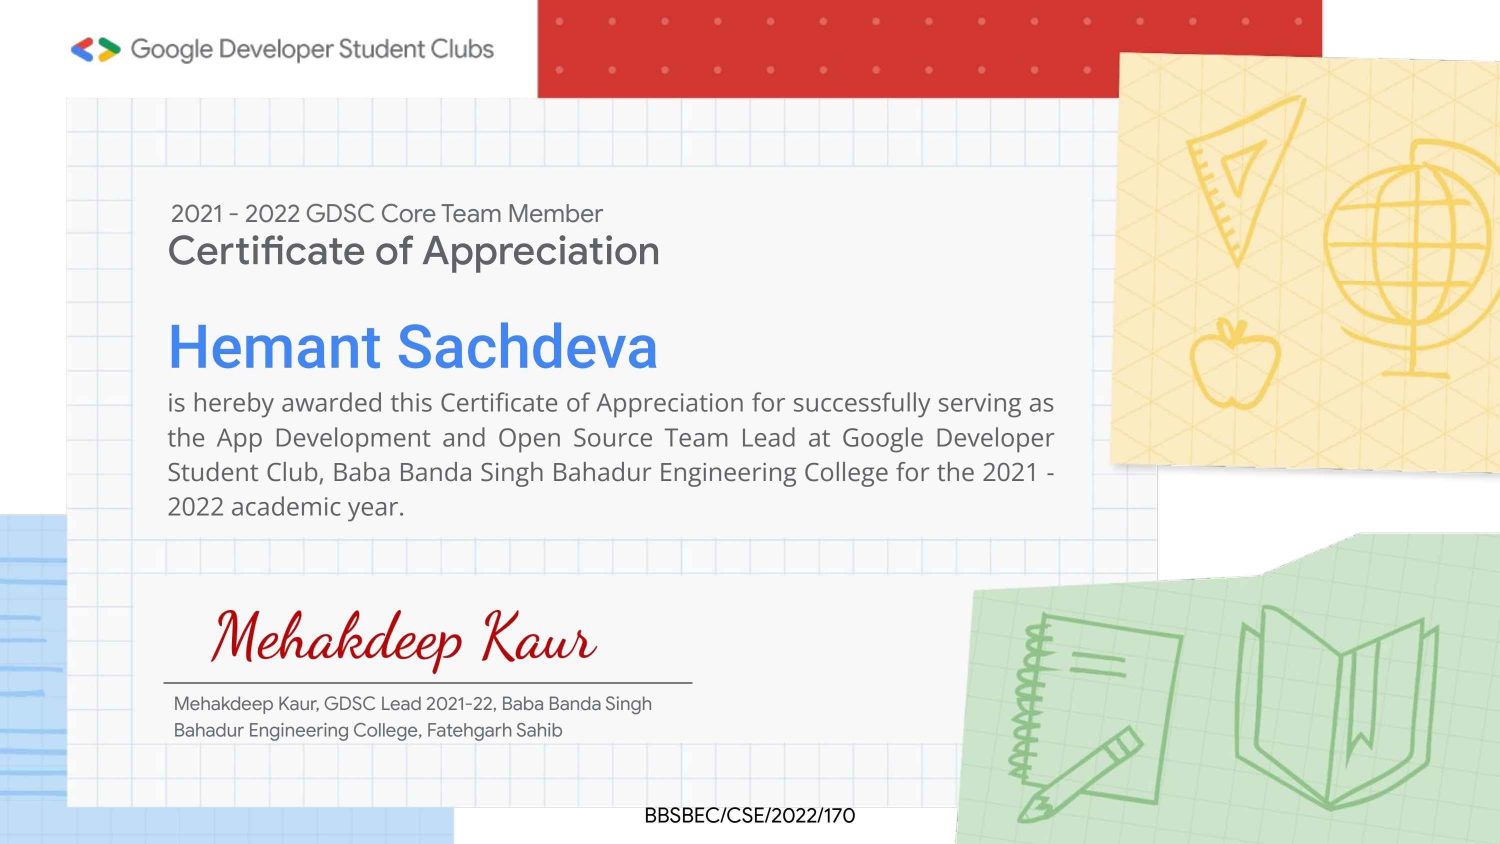 Google Developer Student Clubs
2021 - 2022 GDSC Core Team Member
Certificate of Appreciation
Hemant Sachdeva
is hereby awarded this Certificate of Appreciation for successfully serving as
the App Development and Open Source Team Lead at Google Developer
Student Club, Baba Banda Singh Bahadur Engineering College for the 2021 -
2022 academic year.
Mehakdeep Kaur
Mehakdeep Kaur, GDSC Lead 2021-22, Baba Banda Singh
Bahadur Engineering College, Fatehgarh Sahib
BBSBEC/CSE/2022/170